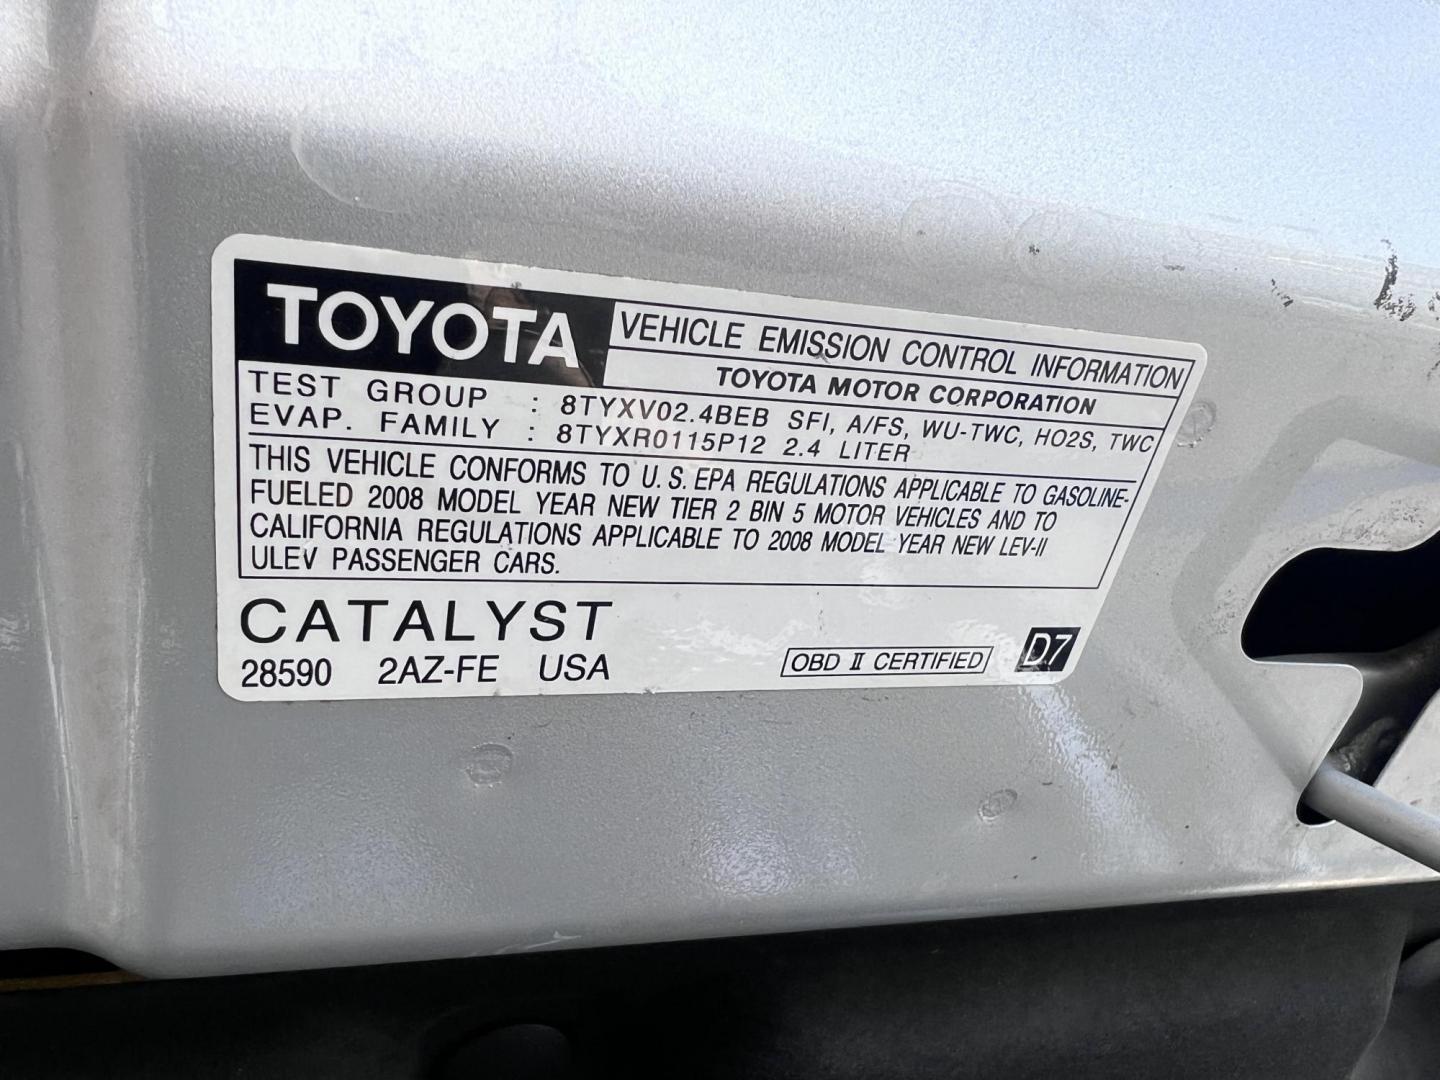 TOYOTA VEHICLE EMISSION CONTROL INFORMATION
TOYOTA MOTOR CORPORATION
TEST GROUP : 8TYXV02.4BEB SFI, A/FS, WU-TWC, HO2S, TWC
EVAP. FAMILY : 8TYXR0115P12 2.4 LITER
THIS VEHICLE CONFORMS TO U.S.EPA REGULATIONS APPLICABLE TO GASOLINE-
FUELED 2008 MODEL YEAR NEW TIER 2 BIN 5 MOTOR VEHICLES AND TO
CALIFORNIA REGULATIONS APPLICABLE TO 2008 MODEL YEAR NEW LEV-II
ULEV PASSENGER CARS.
CATALYST
28590 2AZ-FE USA OBD II CERTIFIED D7